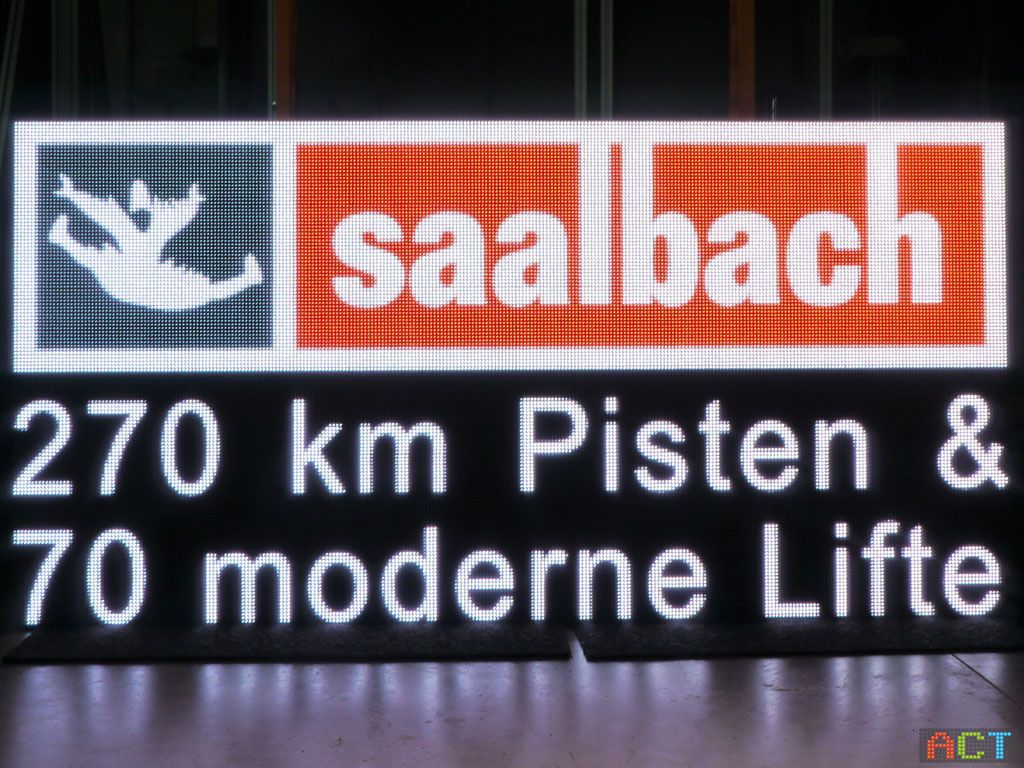 saalbach
270 km Pisten &
70 moderne Lifte
ACT